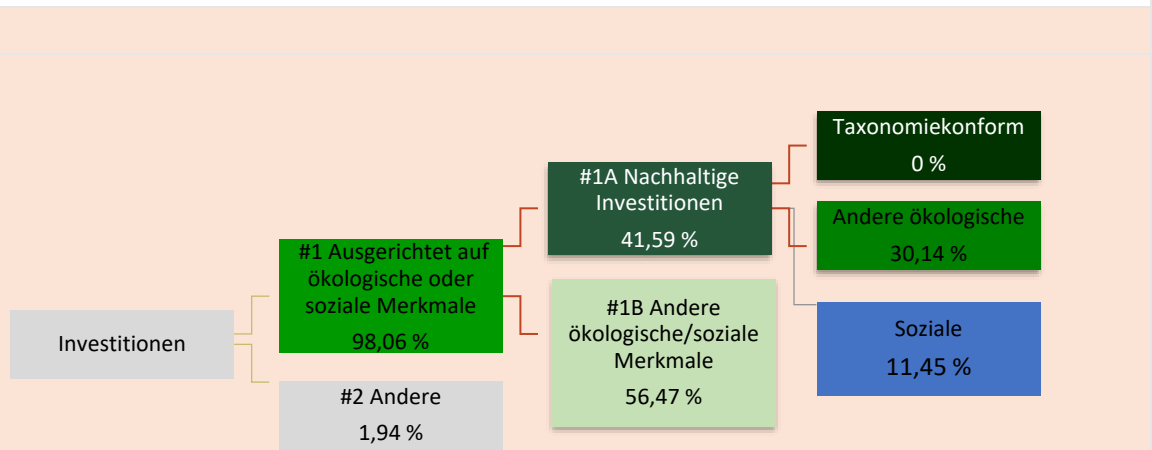 Investitionen
#1 Ausgerichtet auf
ökologische oder
soziale Merkmale
98,06 %
#2 Andere
1,94 %
#1A Nachhaltige
Investitionen
41,59 %
#1B Andere
ökologische/soziale
Merkmale
56,47 %
Taxonomiekonform
0 %
Andere ökologische
30,14 %
Soziale
11,45 %